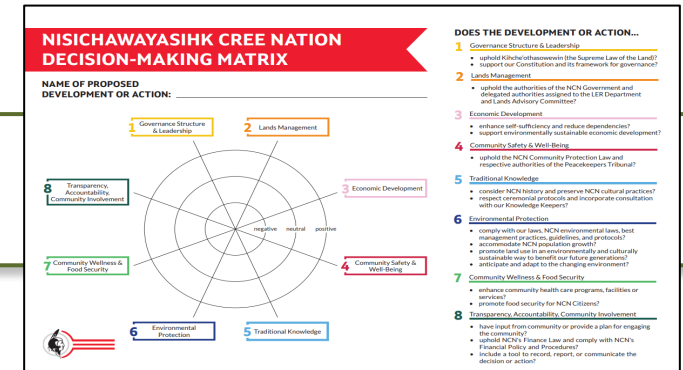 NISICHAWAYASIHK CREE NATION
DECISION-MAKING MATRIX
NAME OF PROPOSED
DEVELOPMENT OR ACTION:
1 Governance Structure
& Leadership
2 Lands Management
8 Transparency,
Accountability,
Community Involvement
3 Economic Development
negative neutral positive
7 Community Wellness &
Food Security
4 Community Safety &
Well-Being
6 Environmental
Protection
5 Traditional Knowledge
DOES THE DEVELOPMENT OR ACTION...
1 Governance Structure & Leadership
• uphold Kihche'othasowewin (the Supreme Law of the Land)?
• support our Constitution and its framework for governance?
2 Lands Management
• uphold the authorities of the NCN Government and
delegated authorities assigned to the LER Department
and Lands Advisory Committee?
3 Economic Development
• enhance self-sufficiency and reduce dependencies?
• support environmentally sustainable economic development?
4 Community Safety & Well-Being
• uphold the NCN Community Protection Law and
respective authorities of the Peacekeepers Tribunal?
5 Traditional Knowledge
• consider NCN history and preserve NCN cultural practices?
• respect ceremonial protocols and incorporate consultation
with our Knowledge Keepers?
6 Environmental Protection
• comply with our laws, NCN environmental laws, best
management practices, guidelines, and protocols?
• accommodate NCN population growth?
• promote land use in an environmentally and culturally
sustainable way to benefit our future generations?
• anticipate and adapt to the changing environment?
7 Community Wellness & Food Security
• enhance community health care programs, facilities or
services?
• promote food security for NCN Citizens?
8 Transparency, Accountability, Community Involvement
• have input from community or provide a plan for engaging
the community?
• uphold NCN's Finance Law and comply with NCN's
Financial Policy and Procedures?
• include a tool to record, report, or communicate the
decision or action?